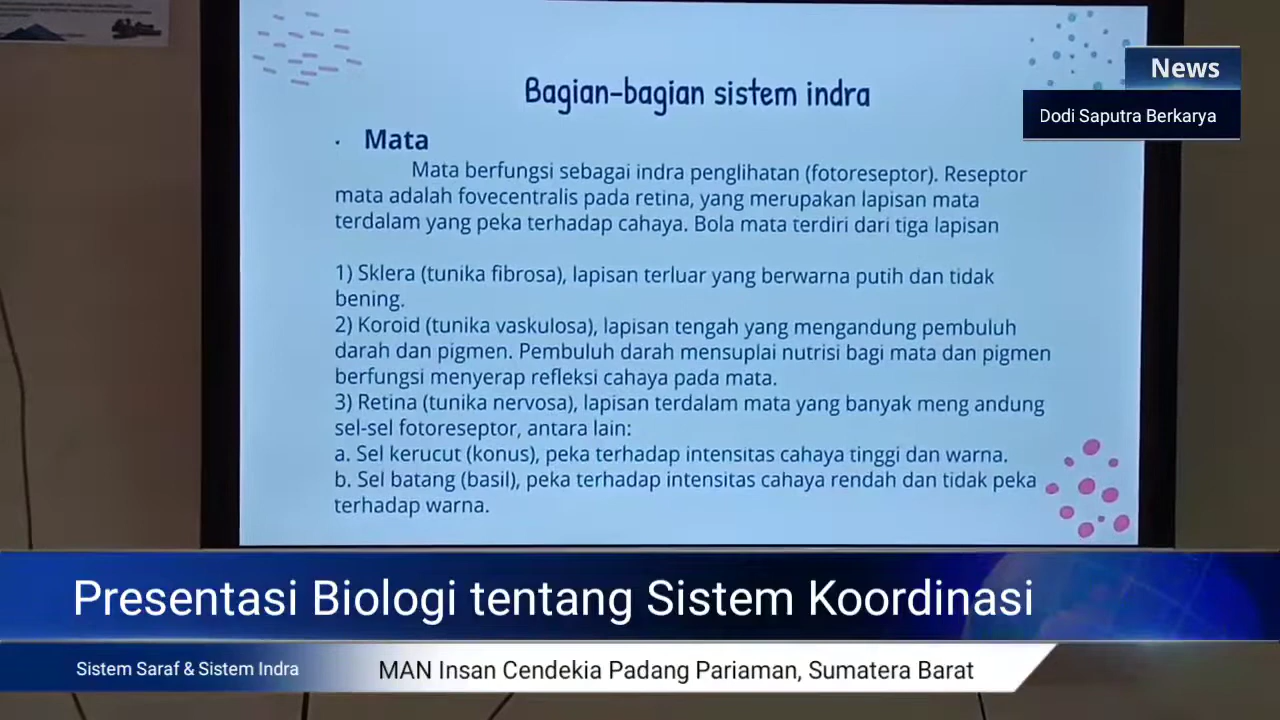 Bagian-bagian sistem indra
News
Dodi Saputra Berkarya
· Mata
Mata berfungsi sebagai indra penglihatan (fotoreseptor). Reseptor
mata adalah fovecentralis pada retina, yang merupakan lapisan mata
terdalam yang peka terhadap cahaya. Bola mata terdiri dari tiga lapisan
1) Sklera (tunika fibrosa), lapisan terluar yang berwarna putih dan tidak
bening.
2) Koroid (tunika vaskulosa), lapisan tengah yang mengandung pembuluh
darah dan pigmen. Pembuluh darah mensuplai nutrisi bagi mata dan pigmen
berfungsi menyerap refleksi cahaya pada mata.
3) Retina (tunika nervosa), lapisan terdalam mata yang banyak meng andung
sel-sel fotoreseptor, antara lain:
a. Sel kerucut (konus), peka terhadap intensitas cahaya tinggi dan warna.
b. Sel batang (basil), peka terhadap intensitas cahaya rendah dan tidak peka
terhadap warna.
Presentasi Biologi tentang Sistem Koordinasi
Sistem Saraf & Sistem Indra
MAN Insan Cendekia Padang Pariaman, Sumatera Barat